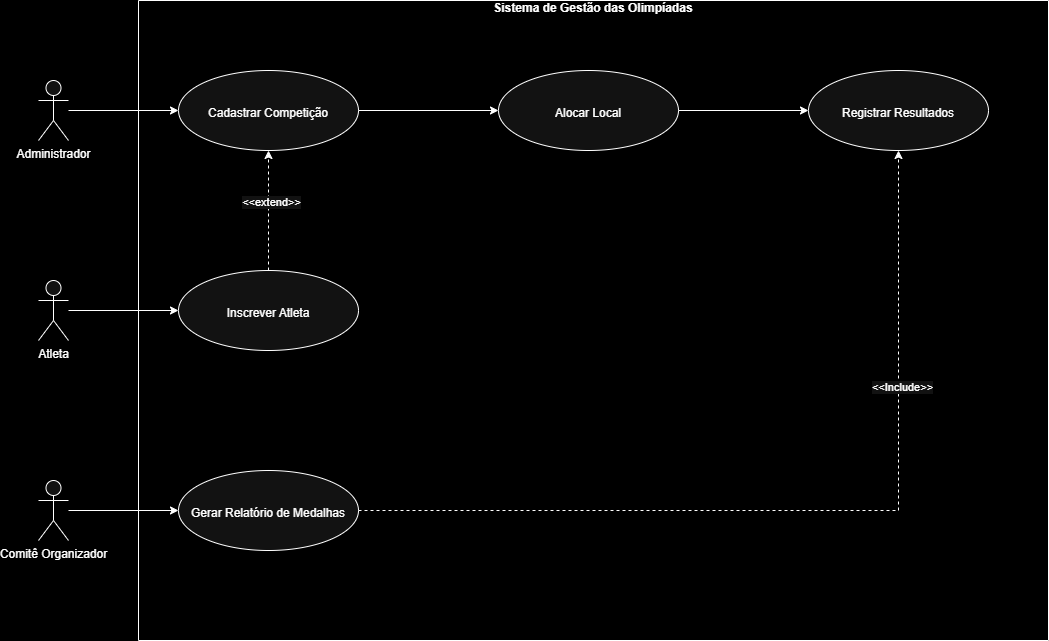 Sistema de Gestão das Olimpíadas
Administrador
Cadastrar Competição
Alocar Local
Registrar Resultados
<<extend>>
Atleta
Inscrever Atleta
<<Include>>
Comitê Organizador
Gerar Relatório de Medalhas